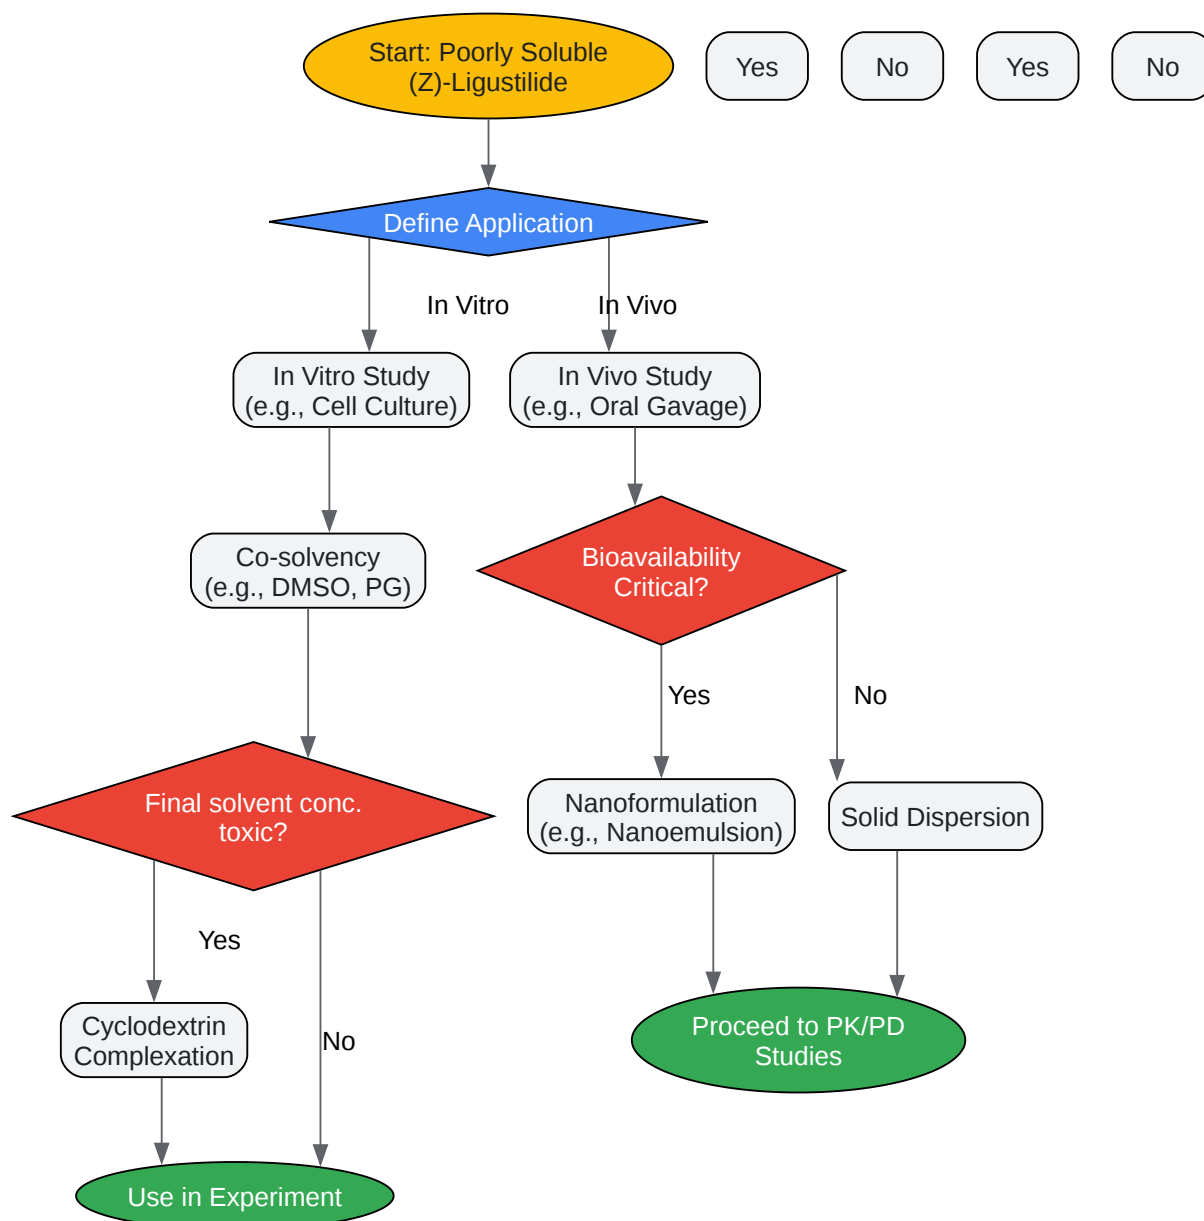 Start: Poorly Soluble
(Z)-Ligustilide
Yes
No
Yes
No
Define Application
In Vitro
In Vivo
In Vitro Study
(e.g., Cell Culture)
In Vivo Study
(e.g., Oral Gavage)
Co-solvency
(e.g., DMSO, PG)
Bioavailability
Critical?
Yes
No
Final solvent conc.
toxic?
Nanoformulation
(e.g., Nanoemulsion)
Solid Dispersion
Yes
No
Cyclodextrin
Complexation
Proceed to PK/PD
Studies
Use in Experiment